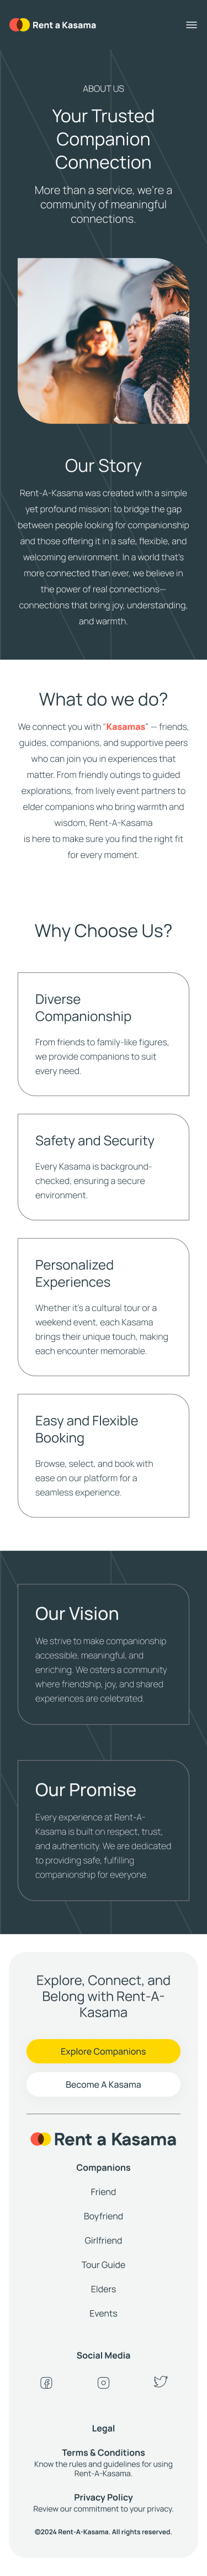 Rent a Kasama
ABOUT US
Your Trusted
Companion
Connection
More than a service, we're a
community of meaningful
connections.
Our Story
Rent-A-Kasama was created with a simple
yet profound mission: to bridge the gap
between people looking for companionship
and those offering it in a safe, flexible, and
welcoming environment. In a world that's
more connected than ever, we believe in
the power of real connections—
connections that bring joy, understanding,
and warmth.
What do we do?
We connect you with "Kasamas" — friends,
guides, companions, and supportive peers
who can join you in experiences that
matter. From friendly outings to guided
explorations, from lively event partners to
elder companions who bring warmth and
wisdom, Rent-A-Kasama
is here to make sure you find the right fit
for every moment.
Why Choose Us?
Diverse
Companionship
From friends to family-like figures,
we provide companions to suit
every need.
Safety and Security
Every Kasama is background-
checked, ensuring a secure
environment.
Personalized
Experiences
Whether it's a cultural tour or a
weekend event, each Kasama
brings their unique touch, making
each encounter memorable.
Easy and Flexible
Booking
Browse, select, and book with
ease on our platform for a
seamless experience.
Our Vision
We strive to make companionship
accessible, meaningful, and
enriching. We osters a community
where friendship, joy, and shared
experiences are celebrated.
Our Promise
Every experience at Rent-A-
Kasama is built on respect, trust,
and authenticity. We are dedicated
to providing safe, fulfilling
companionship for everyone.
Explore, Connect, and
Belong with Rent-A-
Kasama
Explore Companions
Become A Kasama
Rent a Kasama
Companions
Friend
Boyfriend
Girlfriend
Tour Guide
Elders
Events
Social Media
Legal
Terms & Conditions
Know the rules and guidelines for using
Rent-A-Kasama.
Privacy Policy
Review our commitment to your privacy.
©2024 Rent-A-Kasama. All rights reserved.